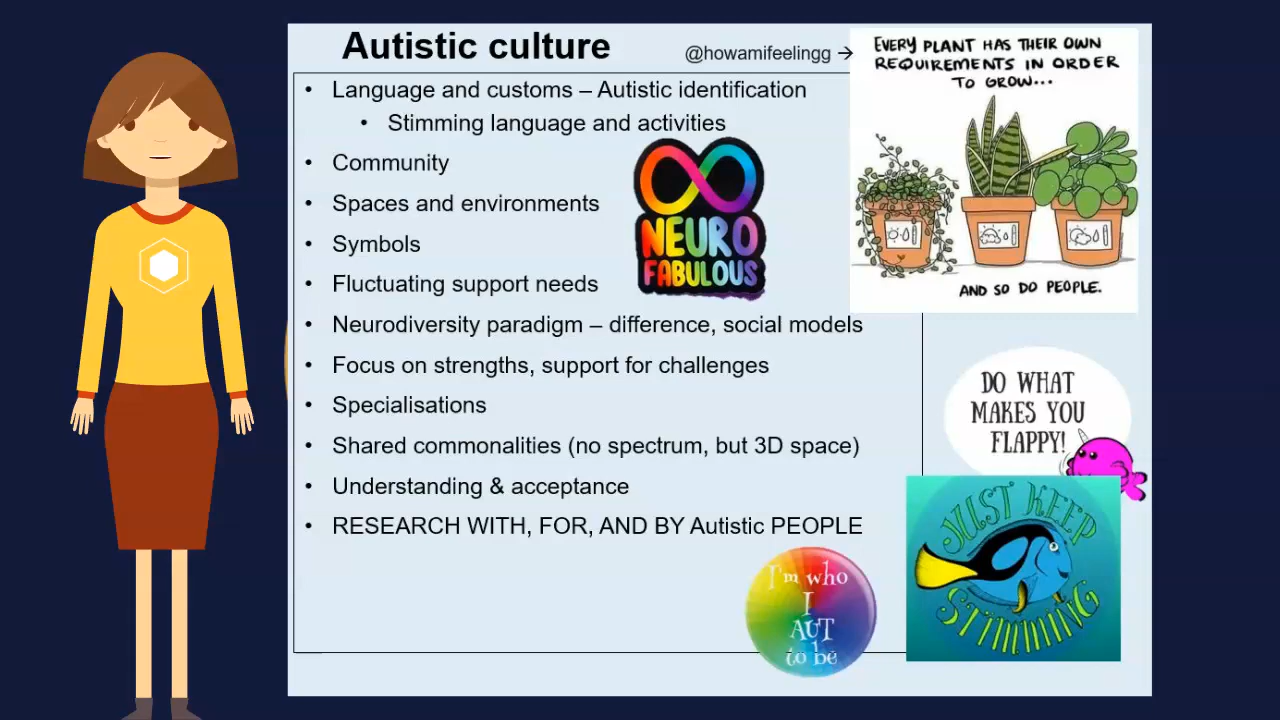 Autistic culture
@howamifeelingg →
EVERY PLANT HAS THEIR OWN
REQUIREMENTS IN ORDER
TO GROW...
AND SO DO PEOPLE.
• Language and customs – Autistic identification
• Stimming language and activities
• Community
• Spaces and environments
• Symbols
• Fluctuating support needs
• Neurodiversity paradigm – difference, social models
• Focus on strengths, support for challenges
• Specialisations
• Shared commonalities (no spectrum, but 3D space)
• Understanding & acceptance
• RESEARCH WITH, FOR, AND BY Autistic PEOPLE
NEURO
FABULOUS
DO WHAT
MAKES YOU
FLAPPY!
JUST KEEP
STIMMING
I'm who
I
AUT
to be